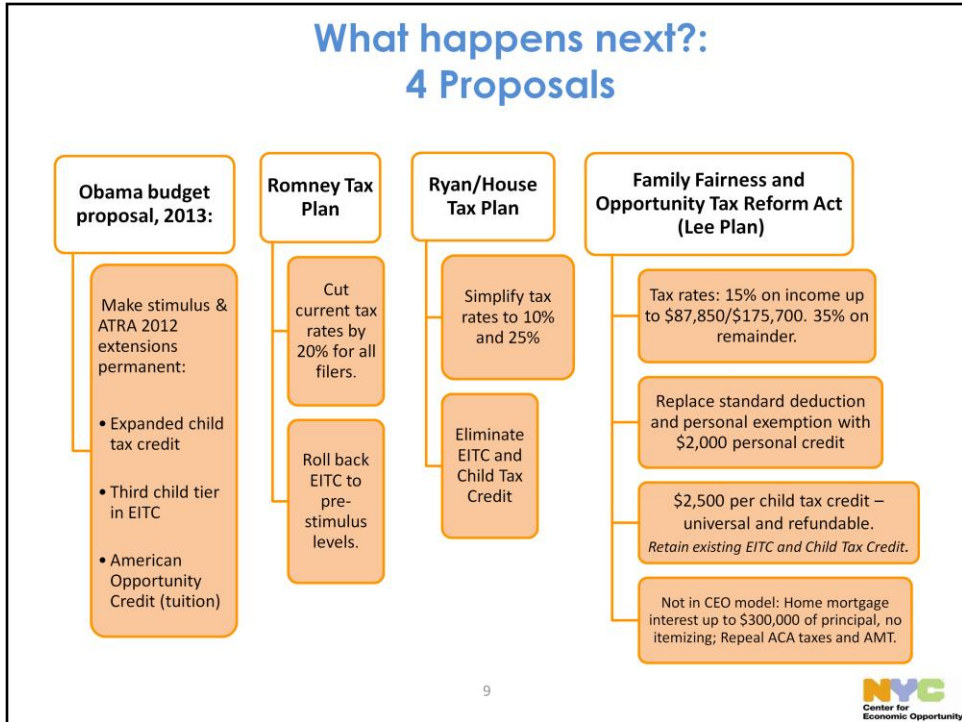 What happens next?:
4 Proposals
Obama budget
proposal, 2013:
Make stimulus &
ATRA 2012
extensions
permanent:
• Expanded child
tax credit
• Third child tier
in EITC
• American
Opportunity
Credit (tuition)
Romney Tax
Plan
Cut
current tax
rates by
20% for all
filers.
Roll back
EITC to
pre-
stimulus
levels.
Ryan/House
Tax Plan
Simplify tax
rates to 10%
and 25%
Eliminate
EITC and
Child Tax
Credit
Family Fairness and
Opportunity Tax Reform Act
(Lee Plan)
Tax rates: 15% on income up
to $87,850/$175,700. 35% on
remainder.
Replace standard deduction
and personal exemption with
$2,000 personal credit
$2,500 per child tax credit –
universal and refundable.
Retain existing EITC and Child Tax Credit.
Not in CEO model: Home mortgage
interest up to $300,000 of principal, no
itemizing; Repeal ACA taxes and AMT.
9
NYC
Center for
Economic Opportunity